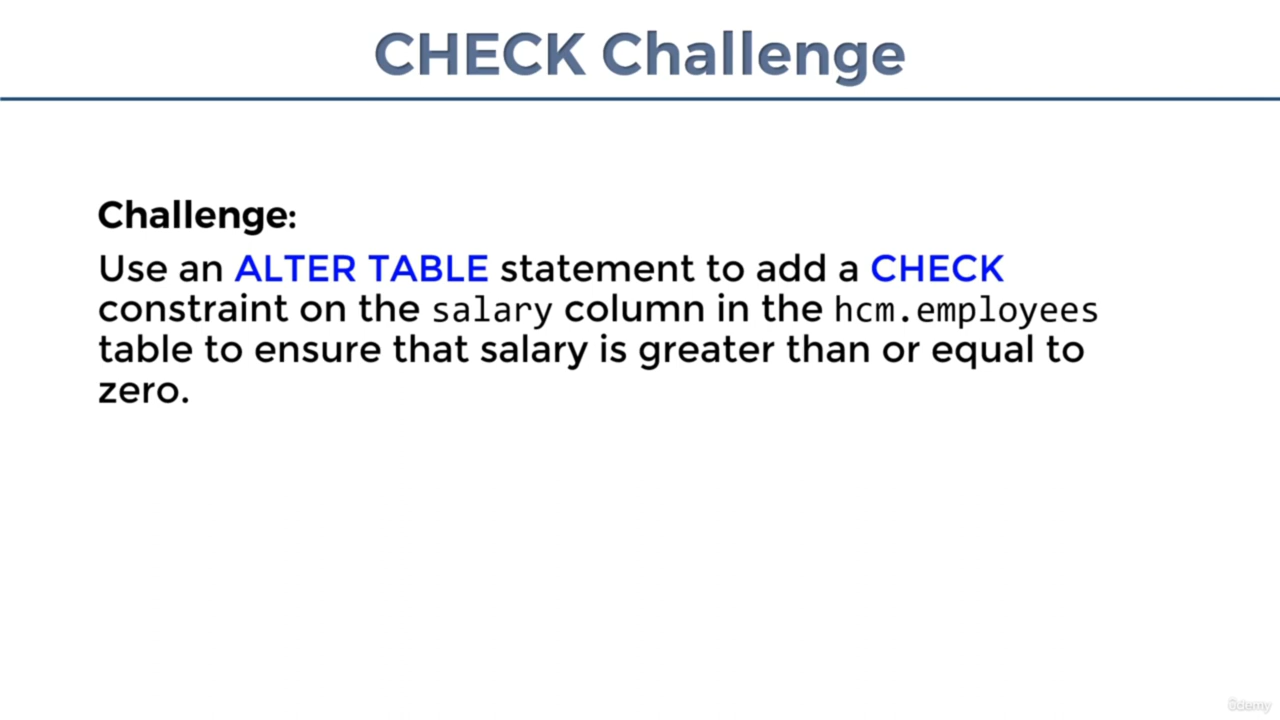 CHECK Challenge
Challenge:
Use an ALTER TABLE statement to add a CHECK
constraint on the salary column in the hcm.employees
table to ensure that salary is greater than or equal to
zero.
ûdemy